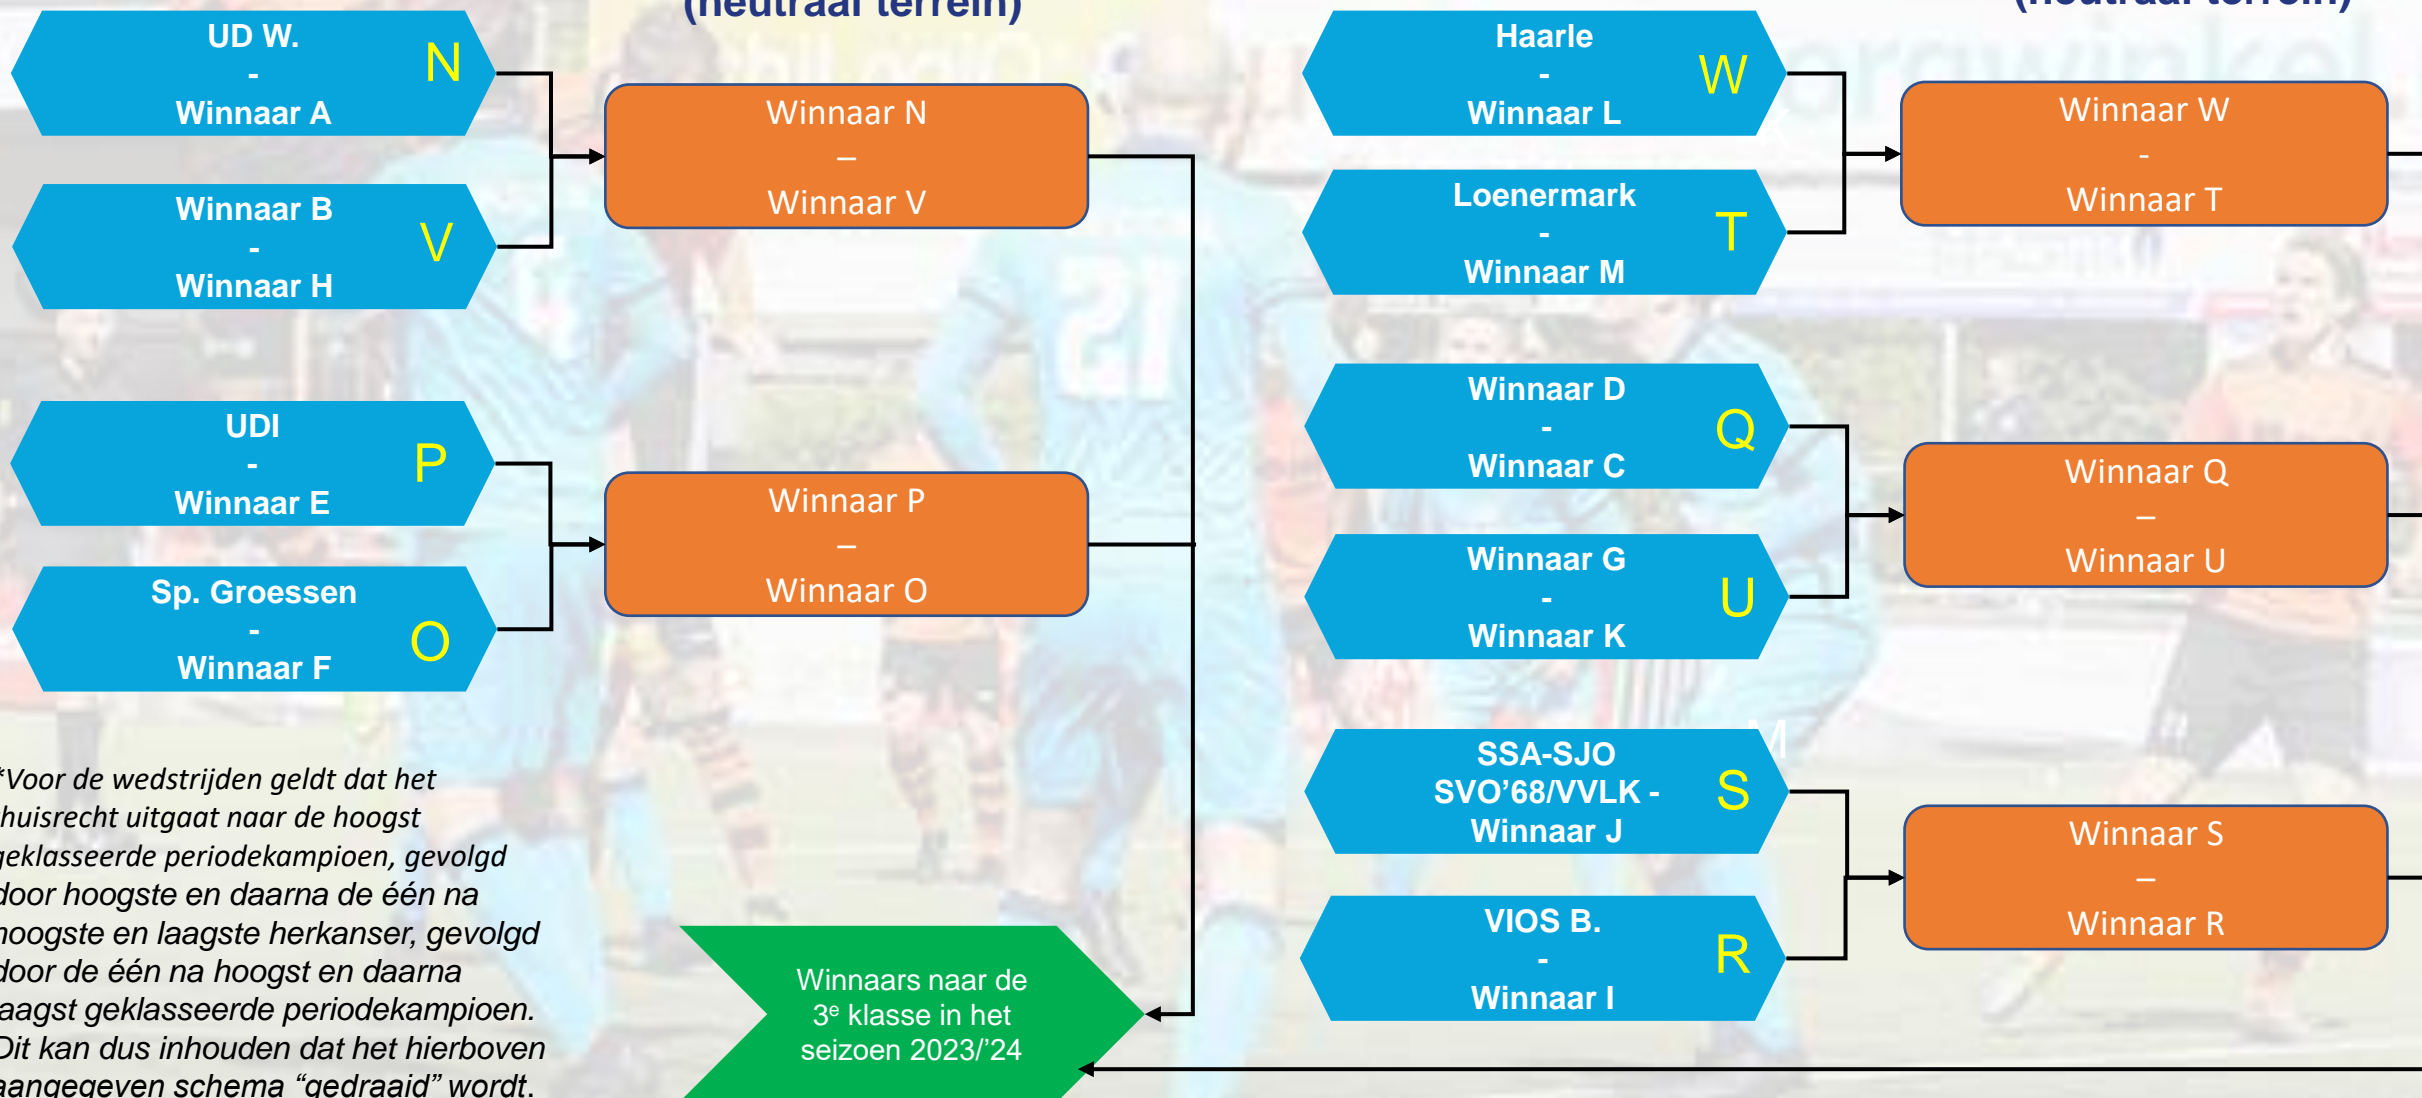 (neutraal terrein)
UD W.
-
Winnaar A
N
Winnaar B
-
Winnaar H
V
Winnaar N
–
Winnaar V
UDI
-
Winnaar E
P
Sp. Groessen
-
Winnaar F
O
Winnaar P
–
Winnaar O
*Voor de wedstrijden geldt dat het
thuisrecht uitgaat naar de hoogst
geklasseerde periodekampioen, gevolgd
door hoogste en daarna de één na
hoogste en laagste herkanser, gevolgd
door de één na hoogst en daarna
laagst geklasseerde periodekampioen.
Dit kan dus inhouden dat het hierboven
aangegeven schema “gedraaid” wordt.
Winnaars naar de
3e klasse in het
seizoen 2023/’24
(neutraal terrein)
Haarle
-
Winnaar L
W
K
Loenermark
-
Winnaar M
T
Winnaar W
-
Winnaar T
Winnaar D
-
Winnaar C
Q
Winnaar G
-
Winnaar K
U
Winnaar Q
–
Winnaar U
M
SSA-SJO
SVO’68/VVLK -
Winnaar J
S
VIOS B.
-
Winnaar I
R
Winnaar S
–
Winnaar R
21